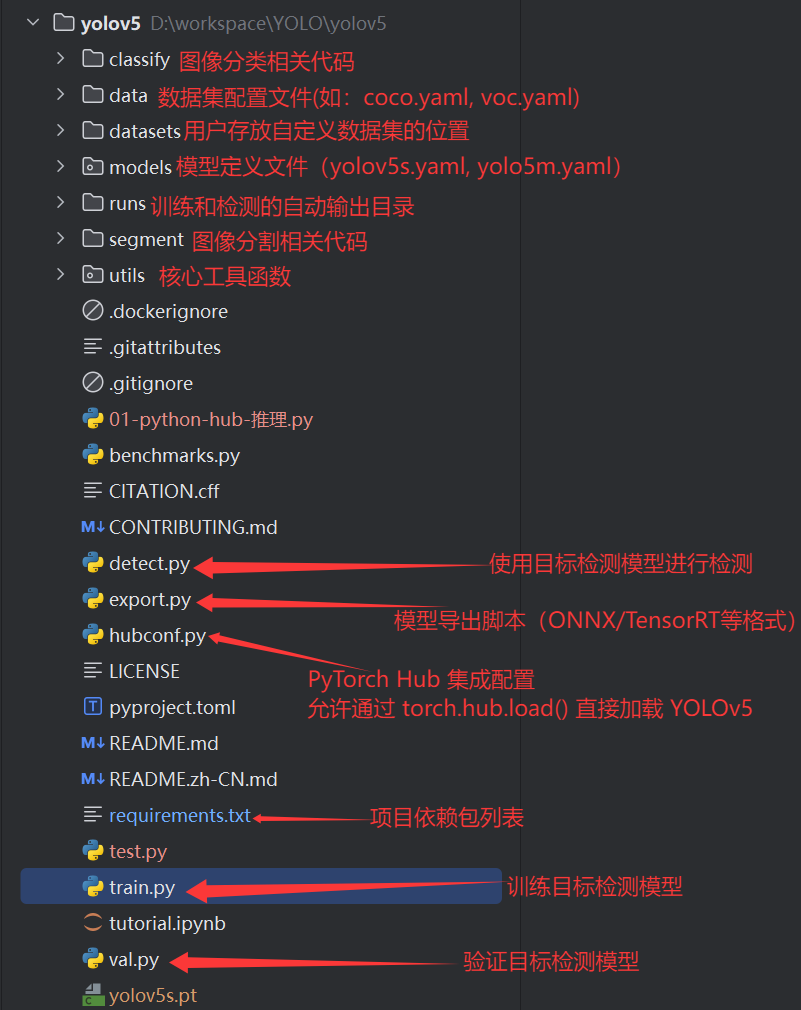 yolov5 D:\workspace\YOLO\yolov5
classify 图像分类相关代码
data 数据集配置文件(如：coco.yaml, voc.yaml)
datasets 用户存放自定义数据集的位置
models 模型定义文件（yolov5s.yaml, yolo5m.yaml）
runs 训练和检测的自动输出目录
segment 图像分割相关代码
utils 核心工具函数
.dockerignore
.gitattributes
.gitignore
01-python-hub-推理.py
benchmarks.py
CITATION.cff
M↓ CONTRIBUTING.md
detect.py 使用目标检测模型进行检测
export.py 模型导出脚本（ONNX/TensorRT等格式）
hubconf.py
LICENSE
PyTorch Hub 集成配置
T pyproject.toml 允许通过 torch.hub.load() 直接加载 YOLOv5
M↓ README.md
M↓ README.zh-CN.md
requirements.txt 项目依赖包列表
test.py
train.py 训练目标检测模型
tutorial.ipynb
val.py 验证目标检测模型
C yolov5s.pt